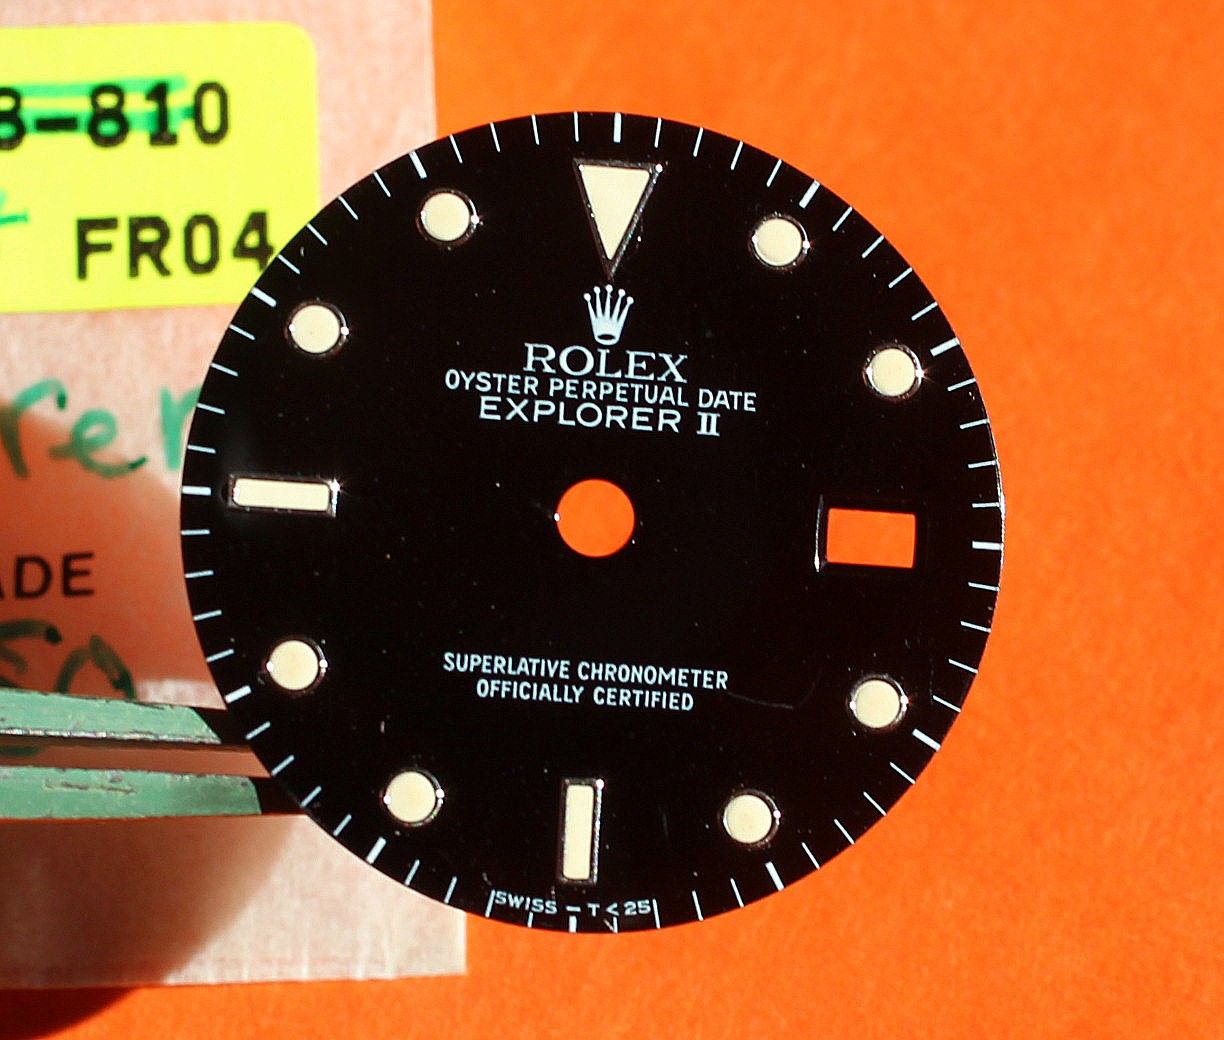 8-810
FR04
ADE
ROLEX
OYSTER PERPETUAL DATE
EXPLORER II
SUPERLATIVE CHRONOMETER
OFFICIALLY CERTIFIED
SWISS - T < 25